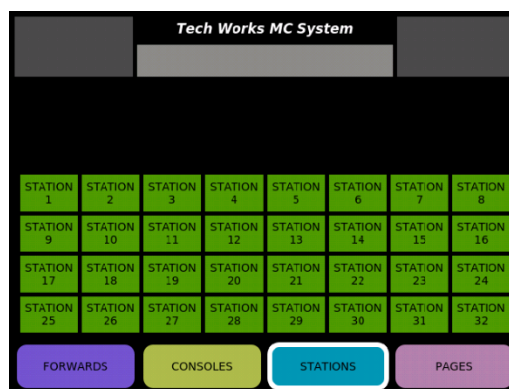 Tech Works MC System
STATION STATION STATION STATION STATION STATION STATION STATION
1 2 3 4 5 6 7 8
STATION STATION STATION STATION STATION STATION STATION STATION
9 10 11 12 13 14 15 16
STATION STATION STATION STATION STATION STATION STATION STATION
17 18 19 20 21 22 23 24
STATION STATION STATION STATION STATION STATION STATION STATION
25 26 27 28 29 30 31 32
FORWARDS CONSOLES STATIONS PAGES